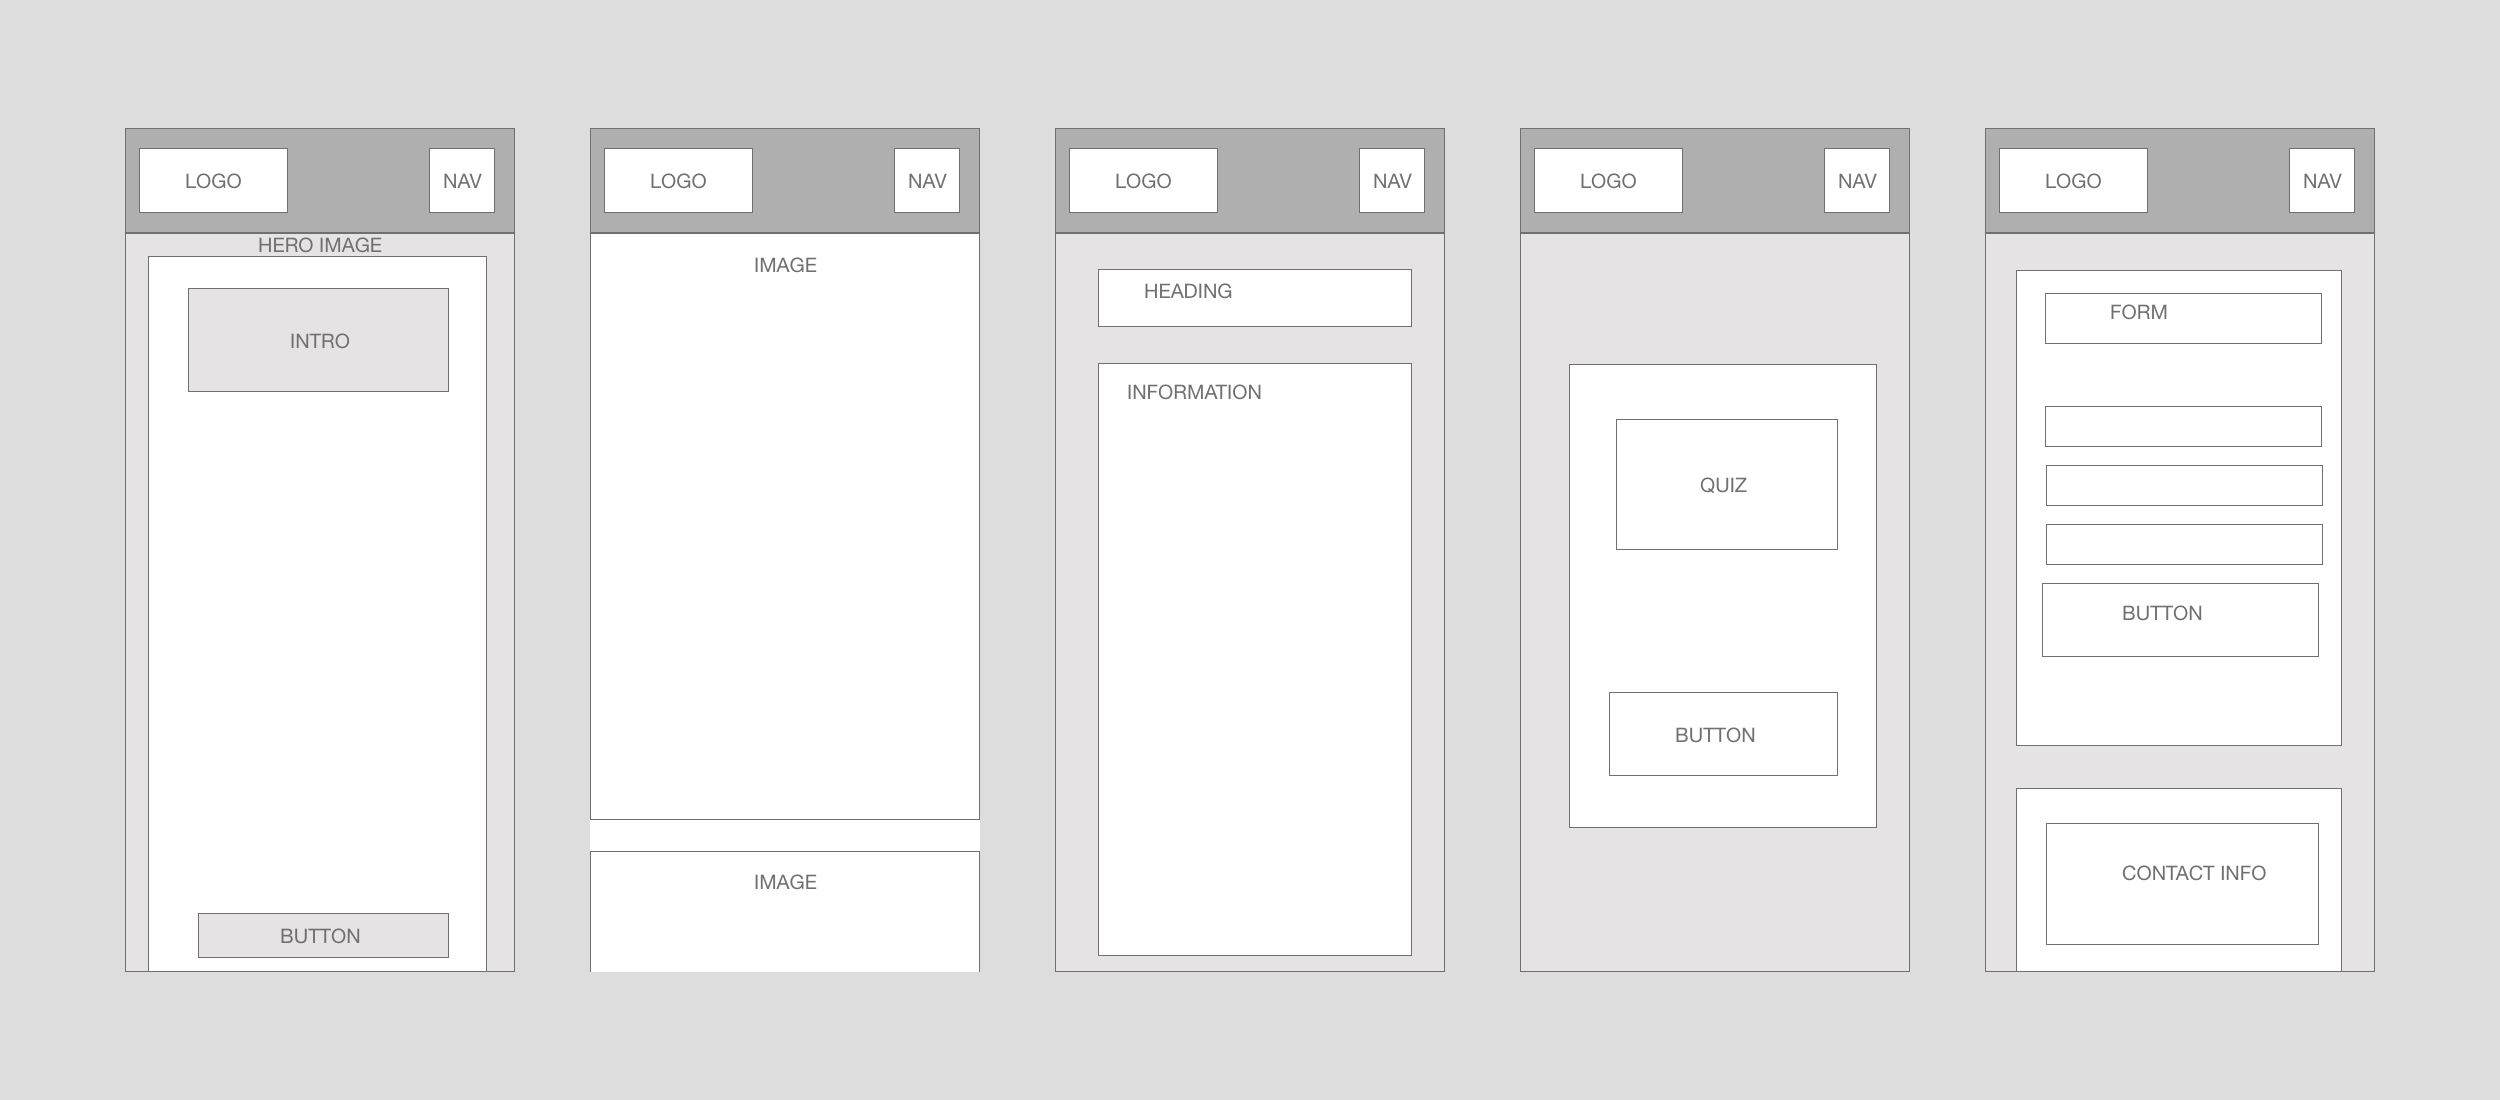 LOGO
NAV
HERO IMAGE
INTRO
BUTTON
LOGO
NAV
IMAGE
IMAGE
LOGO
NAV
HEADING
INFORMATION
LOGO
NAV
QUIZ
BUTTON
LOGO
NAV
FORM
BUTTON
CONTACT INFO